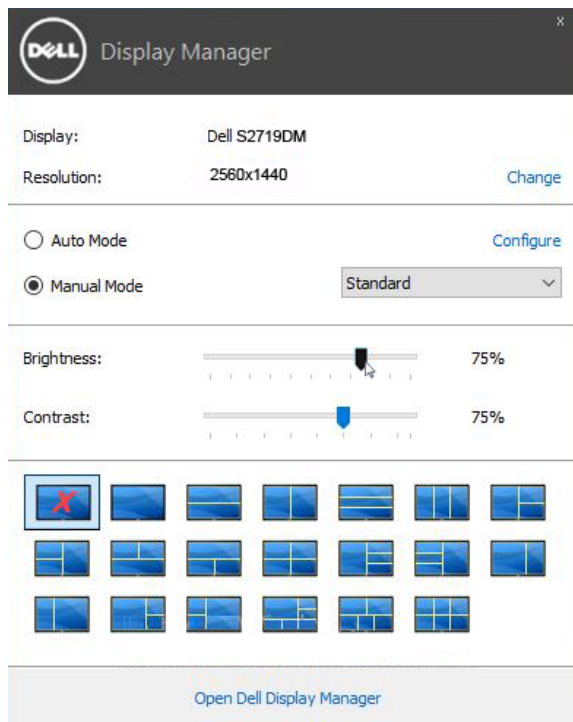 DELL Display Manager x
Display: Dell S2719DM
Resolution: 2560x1440 Change
Auto Mode Configure
Manual Mode Standard
Brightness: 75%
Contrast: 75%
Open Dell Display Manager